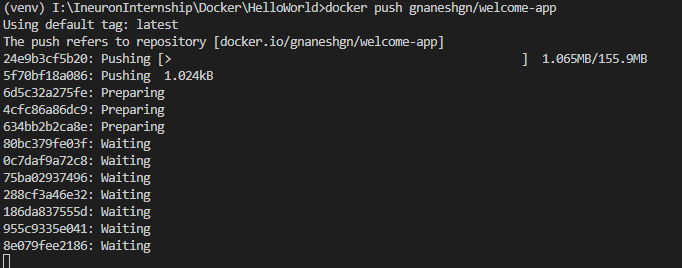 (venv) I:\IneuronInternship\Docker\HelloWorld>docker push gnaneshgn/welcome-app
Using default tag: latest
The push refers to repository [docker.io/gnaneshgn/welcome-app]
24e9b3cf5b20: Pushing [>                                                  ]  1.065MB/155.9MB
5f70bf18a086: Pushing  1.024kB
6d5c32a275fe: Preparing
4cfc86a86dc9: Preparing
634bb2b2ca8e: Preparing
80bc379fe03f: Waiting
0c7daf9a72c8: Waiting
75ba02937496: Waiting
288cf3a46e32: Waiting
186da837555d: Waiting
955c9335e041: Waiting
8e079fee2186: Waiting